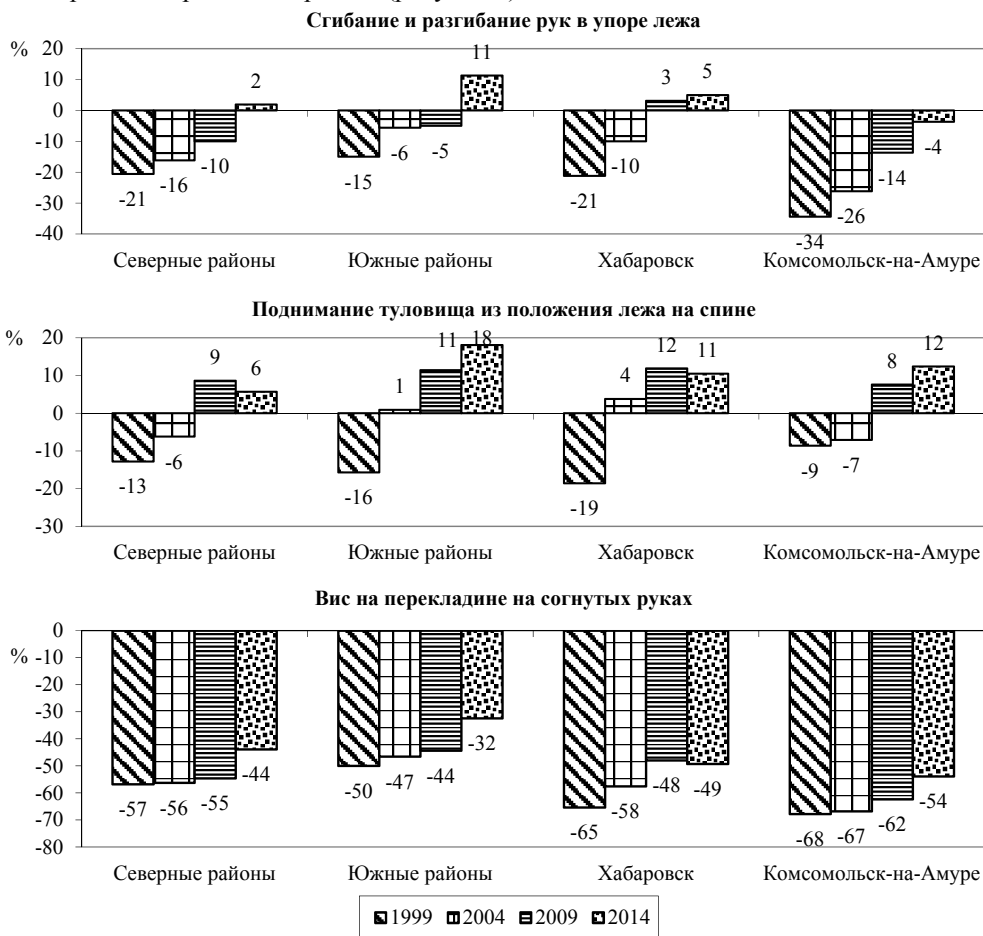 Сгибание и разгибание рук в упоре лежа
%
20
10
0
-10
-20
-30
-40
-21 -16 -10 2
-15 -6 -5 11
-21 -10 3 5
-34 -26 -14 -4
Северные районы Южные районы Хабаровск Комсомольск-на-Амуре
Поднимание туловища из положения лежа на спине
%
20
10
0
-10
-20
-30
-13 -6 9 6
-16 1 11 18
-19 4 12 11
-9 -7 8 12
Северные районы Южные районы Хабаровск Комсомольск-на-Амуре
Вис на перекладине на согнутых руках
%
0
-10
-20
-30
-40
-50
-60
-70
-80
-57 -56 -55 -44
-50 -47 -44 -32
-65 -58 -48 -49
-68 -67 -62 -54
Северные районы Южные районы Хабаровск Комсомольск-на-Амуре
1999 2004 2009 2014